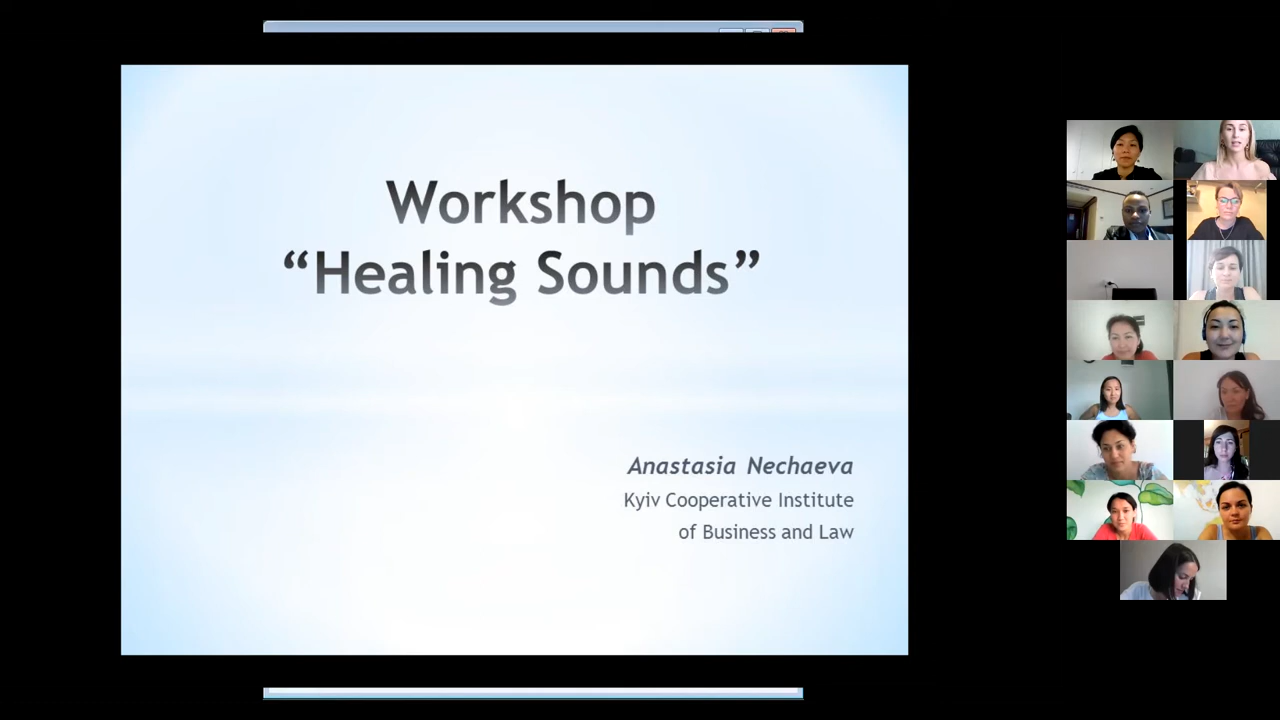 Workshop
“Healing Sounds”
Anastasia Nechaeva
Kyiv Cooperative Institute
of Business and Law